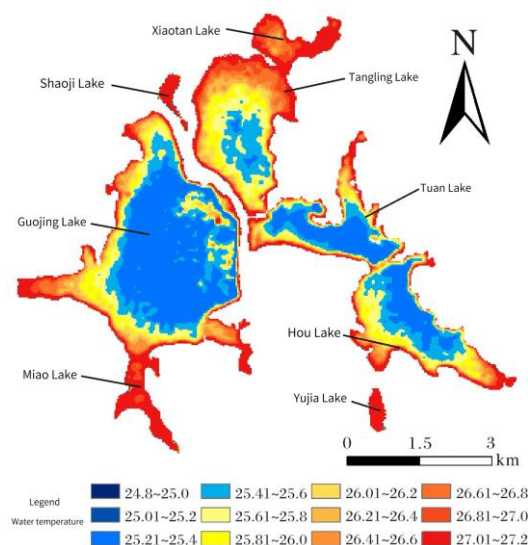 Xiaotan Lake
N
Shaoji Lake
Tangling Lake
Tuan Lake
Guojing Lake
Hou Lake
Miao Lake
Yujia Lake
0 1.5 3
km
Legend
Water temperature
24.8~25.0 25.41~25.6 26.01~26.2 26.61~26.8
25.01~25.2 25.61~25.8 26.21~26.4 26.81~27.0
25.21~25.4 25.81~26.0 26.41~26.6 27.01~27.2